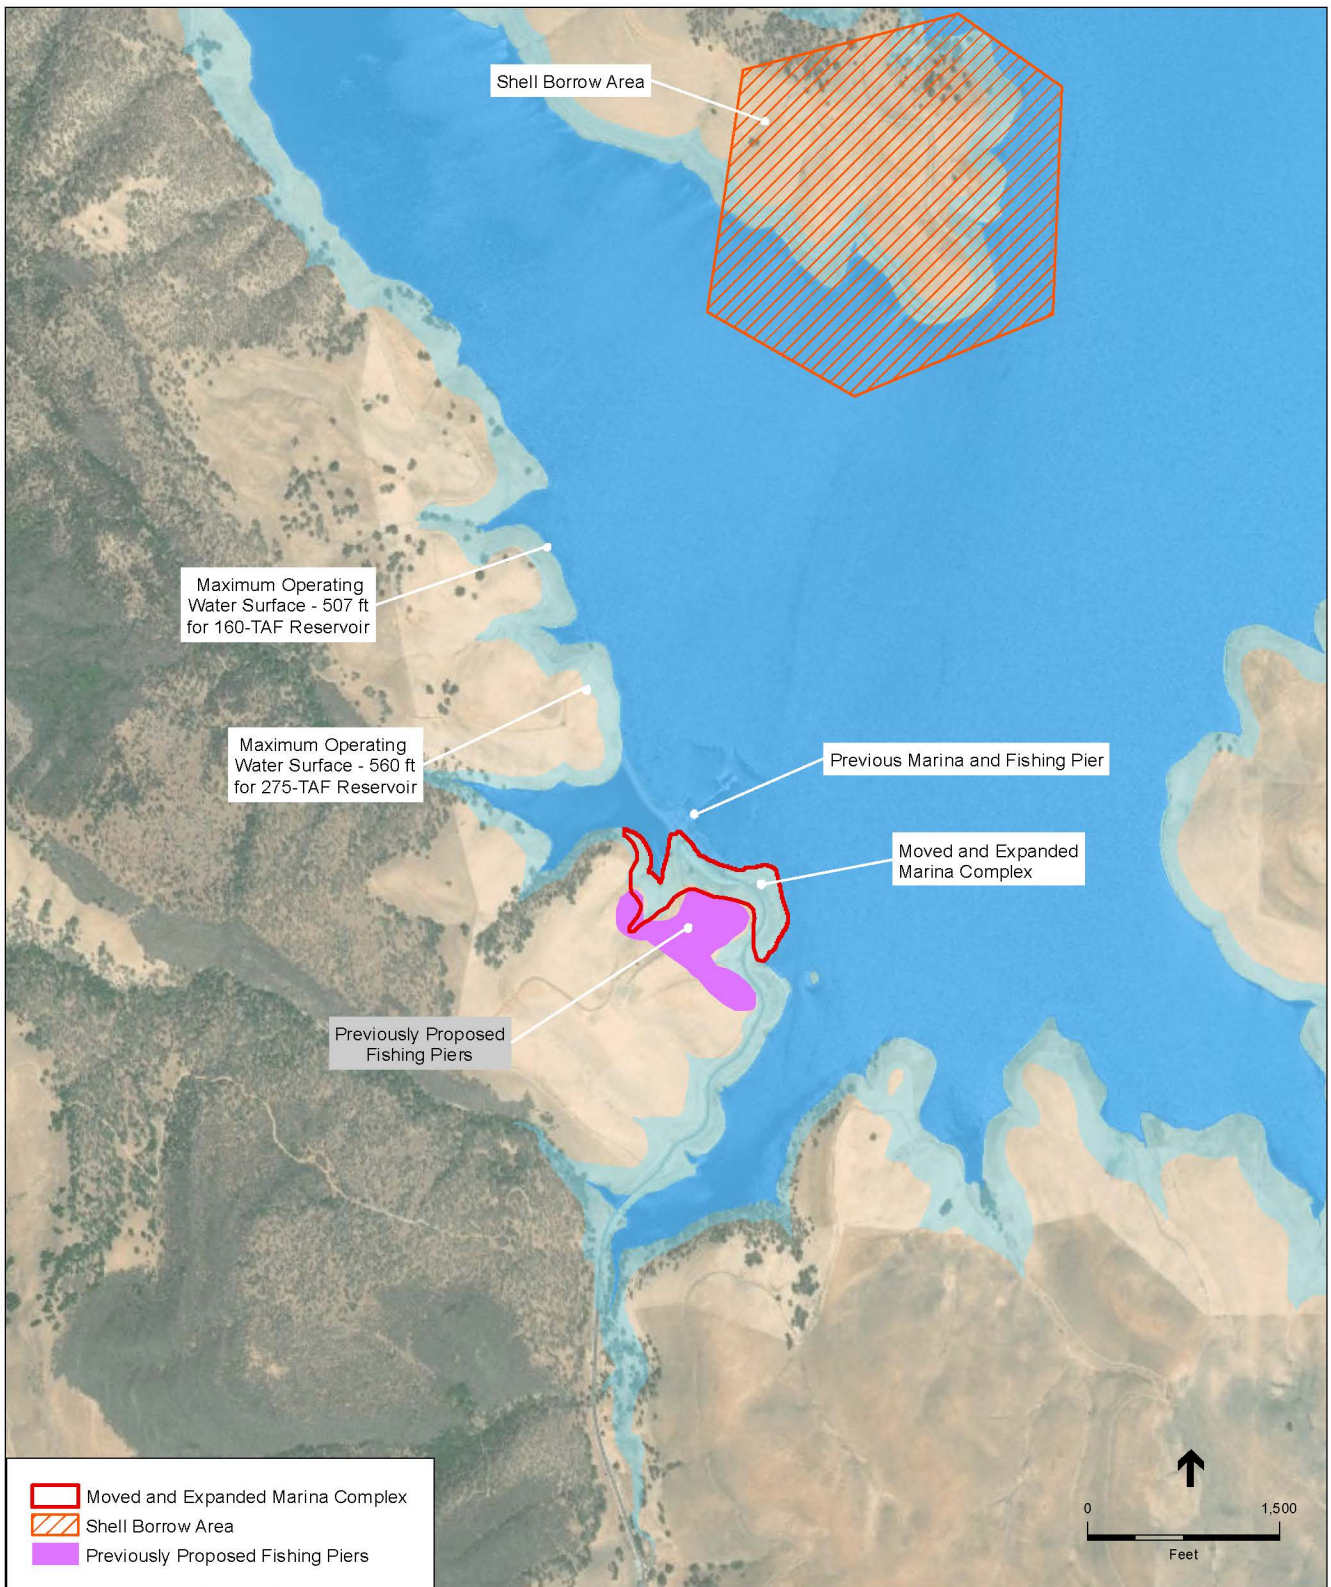 Shell Borrow Area
Maximum Operating
Water Surface - 507 ft
for 160-TAF Reservoir
Maximum Operating
Water Surface - 560 ft
for 275-TAF Reservoir
Previous Marina and Fishing Pier
Moved and Expanded
Marina Complex
Previously Proposed
Fishing Piers
Moved and Expanded Marina Complex
Shell Borrow Area
Previously Proposed Fishing Piers
0 1,500
Feet